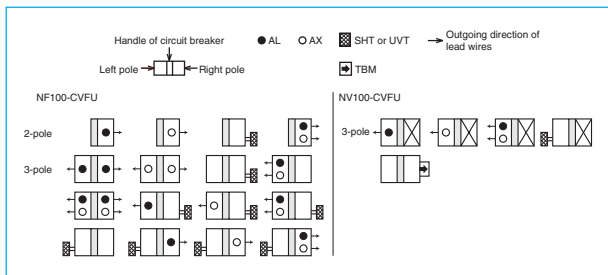 Handle of circuit breaker
AL
AX
SHT or UVT
Outgoing direction of
lead wires
Left pole
Right pole
TBM
NF100-CVFU
NV100-CVFU
2-pole
3-pole
3-pole